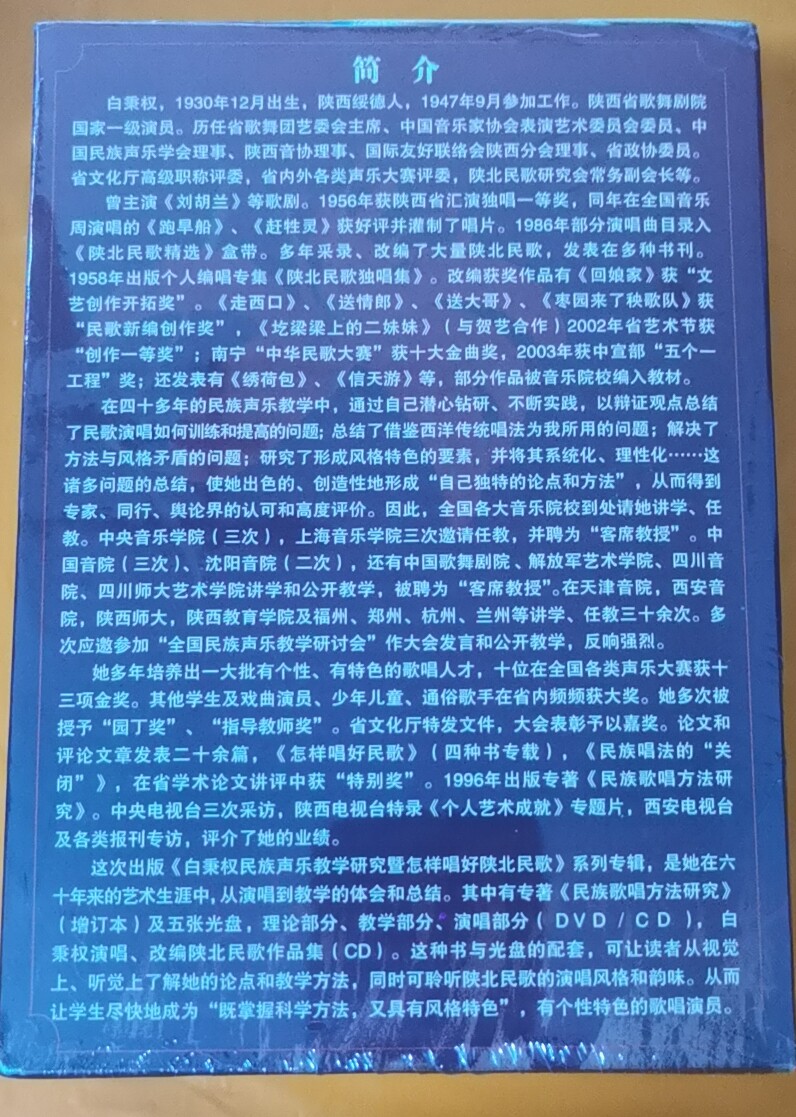 简 介
白秉权，1930年12月出生，陕西绥德人，1947年9月参加工作。陕西省歌舞剧院
国家一级演员。历任省歌舞团艺委会主席、中国音乐家协会表演艺术委员会委员、中
国民族声乐学会理事、陕西音协理事、国际友好联络会陕西分会理事、省政协委员。
省文化厅高级职称评委，省内外各类声乐大赛评委，陕北民歌研究会常务副会长等。
曾主演《刘胡兰》等歌剧。1956年获陕西省汇演独唱一等奖，同年在全国音乐
周演唱的《跑旱船》、《赶牲灵》获好评并灌制了唱片。1986年部分演唱曲目录入
《陕北民歌精选》盒带。多年采录、改编了大量陕北民歌，发表在多种书刊。
1958年出版个人编唱专集《陕北民歌独唱集》。改编获奖作品有《回娘家》获“文
艺创作开拓奖”。《走西口》、《送情郎》、《送大哥》、《枣园来了秧歌队》获
“民歌新编创作奖”，《圪梁梁上的二妹妹》（与贺艺合作）2002年省艺术节获
“创作一等奖”；南宁“中华民歌大赛”获十大金曲奖，2003年获中宣部“五个一
工程”奖；还发表有《绣荷包》、《信天游》等，部分作品被音乐院校编入教材。
在四十多年的民族声乐教学中，通过自己潜心钻研、不断实践，以辩证观点总结
了民歌演唱如何训练和提高的问题；总结了借鉴西洋传统唱法为我所用的问题；解决了
方法与风格矛盾的问题；研究了形成风格特色的要素，并将其系统化、理性化……这
诸多问题的总结，使她出色的、创造性地形成“自己独特的论点和方法”，从而得到
专家、同行、舆论界的认可和高度评价。因此，全国各大音乐院校到处请她讲学、任
教。中央音乐学院（三次），上海音乐学院三次邀请任教，并聘为“客席教授”。中
国音院（三次）、沈阳音院（二次），还有中国歌舞剧院、解放军艺术学院、四川音
院、四川师大艺术学院讲学和公开教学，被聘为“客席教授”。在天津音院，西安音
院，陕西师大，陕西教育学院及福州、郑州、杭州、兰州等讲学、任教三十余次。多
次应邀参加“全国民族声乐教学研讨会”作大会发言和公开教学，反响强烈。
她多年培养出一大批有个性、有特色的歌唱人才，十位在全国各类声乐大赛获十
三项金奖。其他学生及戏曲演员、少年儿童、通俗歌手在省内频频获大奖。她多次被
授予“园丁奖”、“指导教师奖”。省文化厅特发文件，大会表彰予以嘉奖。论文和
评论文章发表二十余篇，《怎样唱好民歌》（四种书专载），《民族唱法的“关
闭”》，在省学术论文讲评中获“特别奖”。1996年出版专著《民族歌唱方法研
究》。中央电视台三次采访，陕西电视台特录《个人艺术成就》专题片，西安电视台
及各类报刊专访，评介了她的业绩。
这次出版《白秉权民族声乐教学研究暨怎样唱好陕北民歌》系列专辑，是她在六
十年来的艺术生涯中，从演唱到教学的体会和总结。其中有专著《民族歌唱方法研究》
（增订本）及五张光盘，理论部分、教学部分、演唱部分（DVD/CD），白
秉权演唱、改编陕北民歌作品集（CD）。这种书与光盘的配套，可让读者从视觉
上、听觉上了解她的论点和教学方法，同时可聆听陕北民歌的演唱风格和韵味。从而
让学生尽快地成为“既掌握科学方法，又具有风格特色”，有个性特色的歌唱演员。